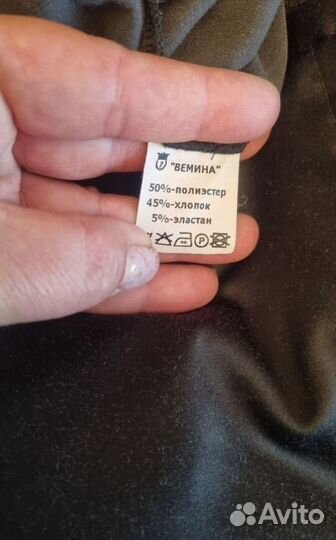 "ВЕМИНА"
50%-полиэстер
45%-хлопок
5%-эластан
Avito